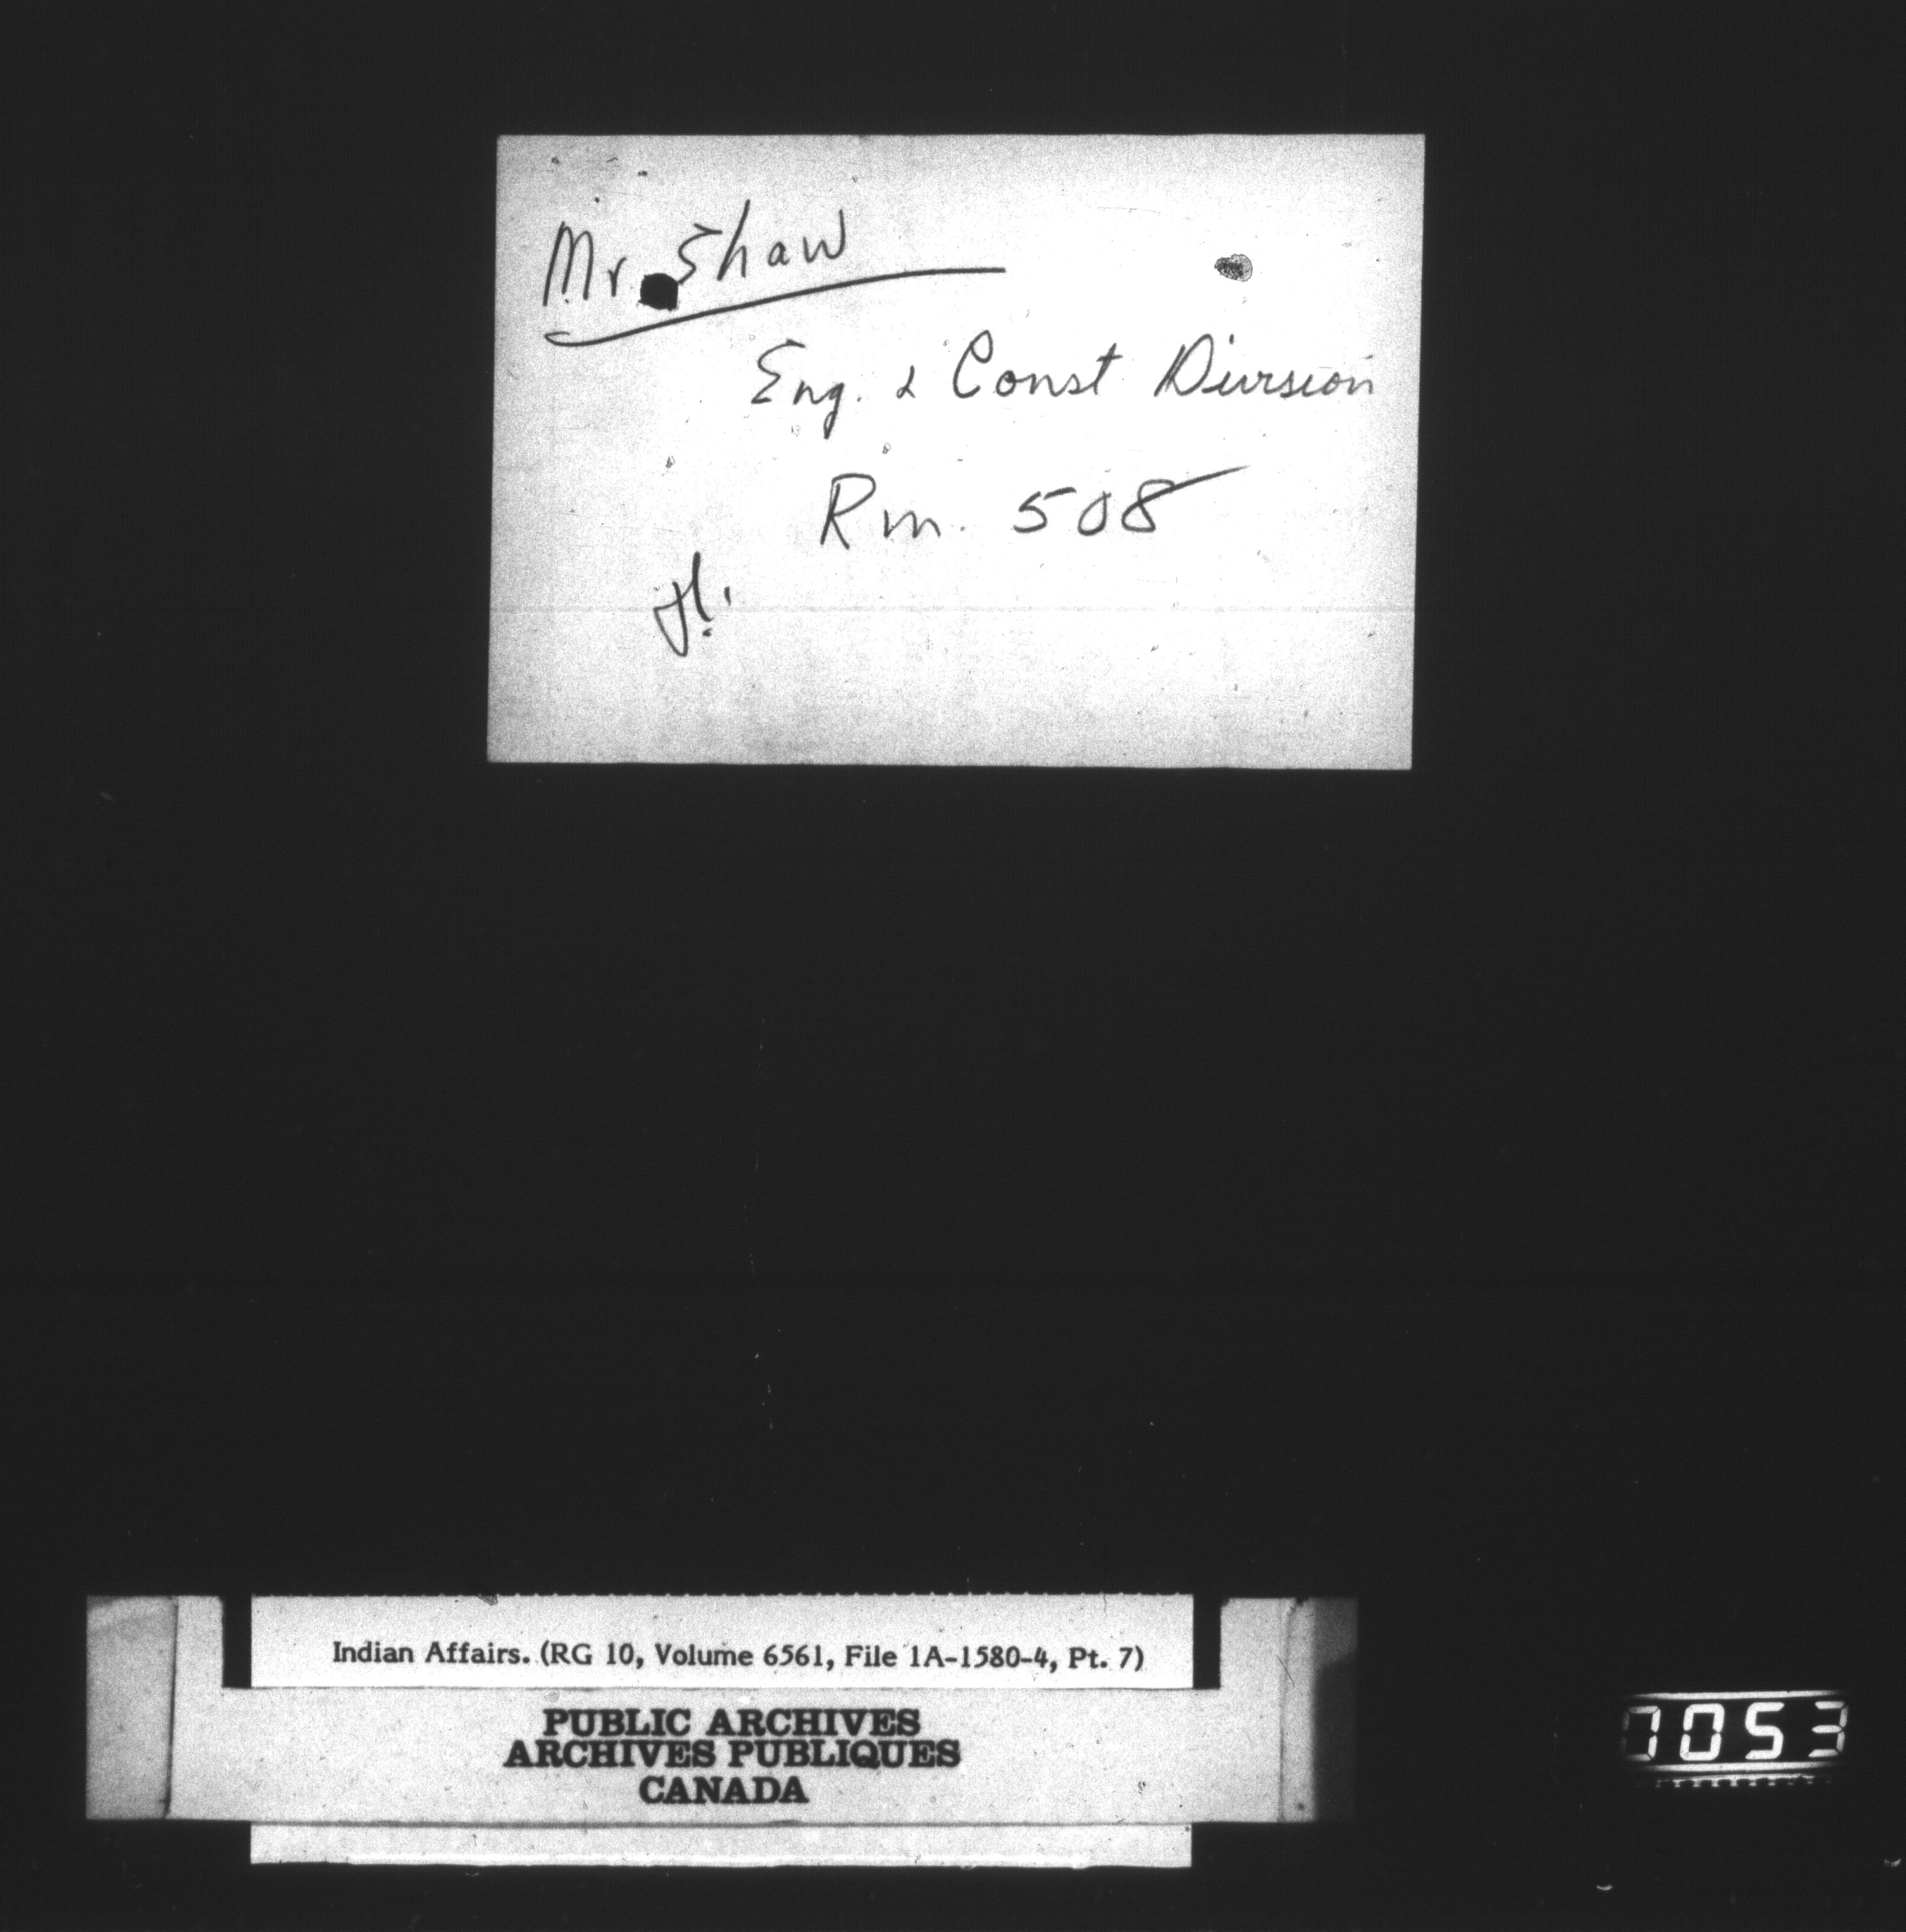 Mr. Shaw
Eng. & Const Division
Rm. 508
Indian Affairs. (RG 10, Volume 6561, File 1A-1580-4, Pt. 7)
PUBLIC ARCHIVES
ARCHIVES PUBLIQUES
CANADA
053